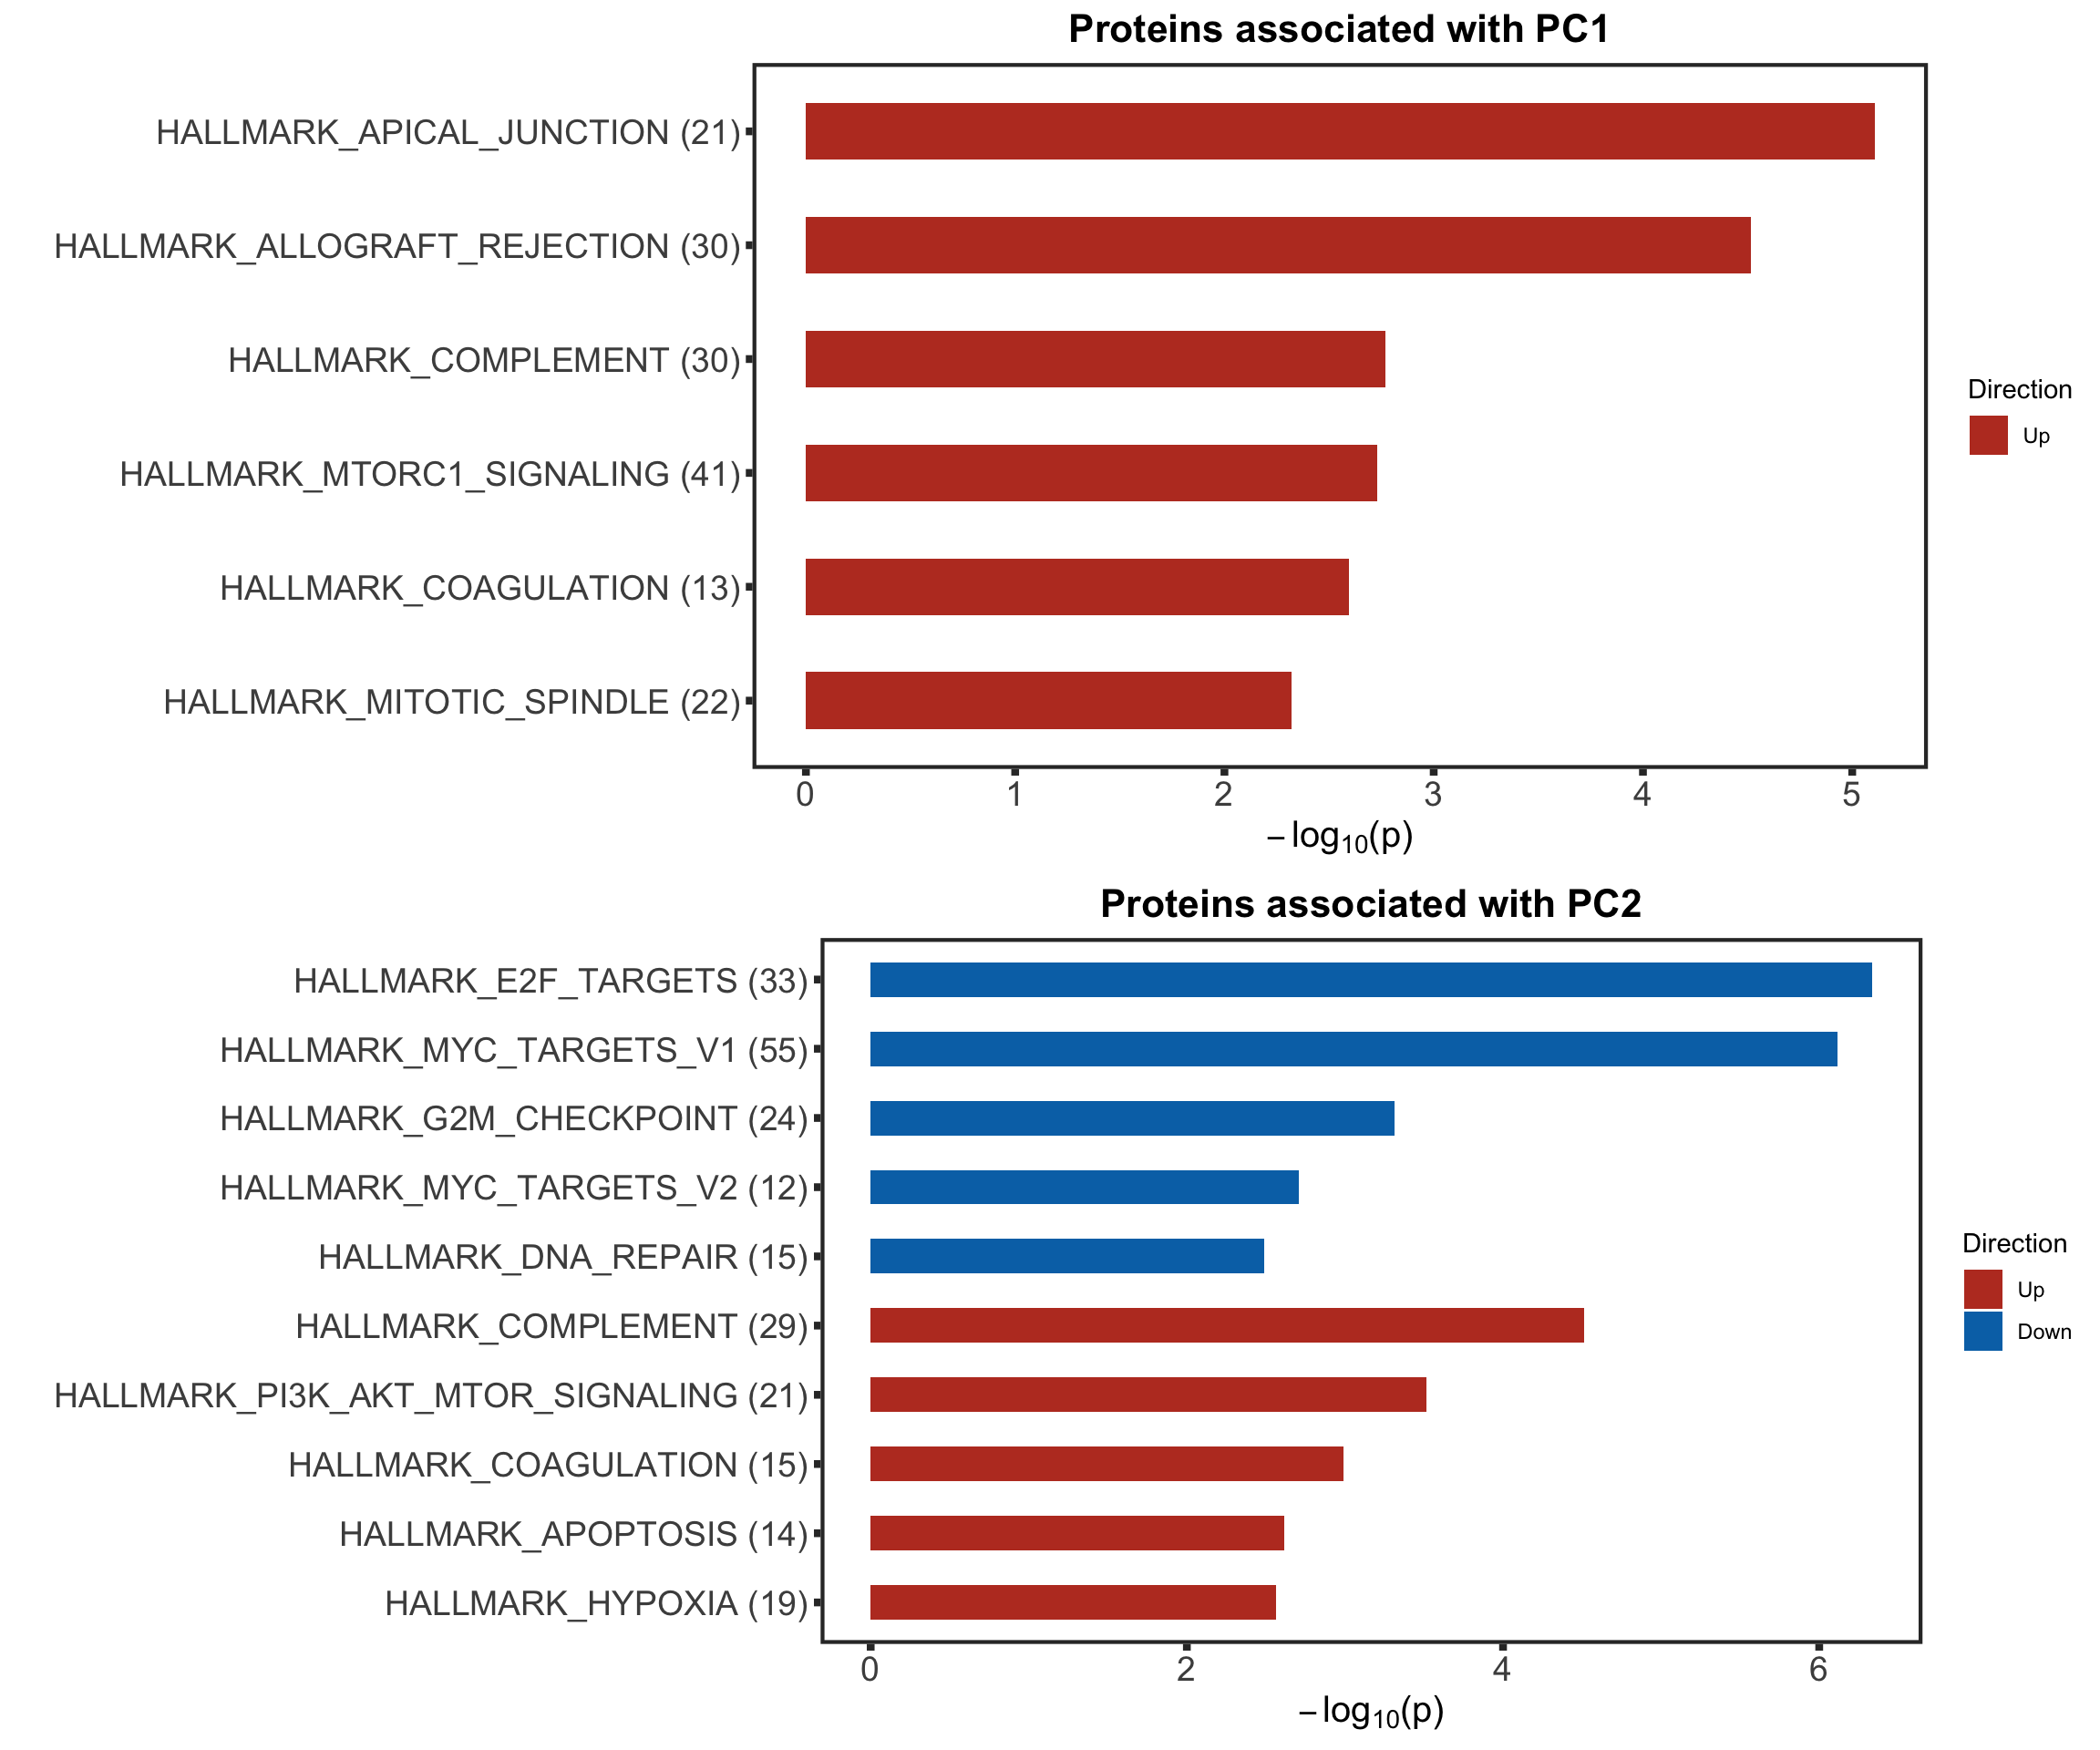 Proteins associated with PC1
HALLMARK_APICAL_JUNCTION (21)
HALLMARK_ALLOGRAFT_REJECTION (30)
HALLMARK_COMPLEMENT (30)
HALLMARK_MTORC1_SIGNALING (41)
HALLMARK_COAGULATION (13)
HALLMARK_MITOTIC_SPINDLE (22)
0 1 2 3 4 5
−log₁₀(p)
Direction
Up
Proteins associated with PC2
HALLMARK_E2F_TARGETS (33)
HALLMARK_MYC_TARGETS_V1 (55)
HALLMARK_G2M_CHECKPOINT (24)
HALLMARK_MYC_TARGETS_V2 (12)
HALLMARK_DNA_REPAIR (15)
HALLMARK_COMPLEMENT (29)
HALLMARK_PI3K_AKT_MTOR_SIGNALING (21)
HALLMARK_COAGULATION (15)
HALLMARK_APOPTOSIS (14)
HALLMARK_HYPOXIA (19)
0 2 4 6
−log₁₀(p)
Direction
Up
Down